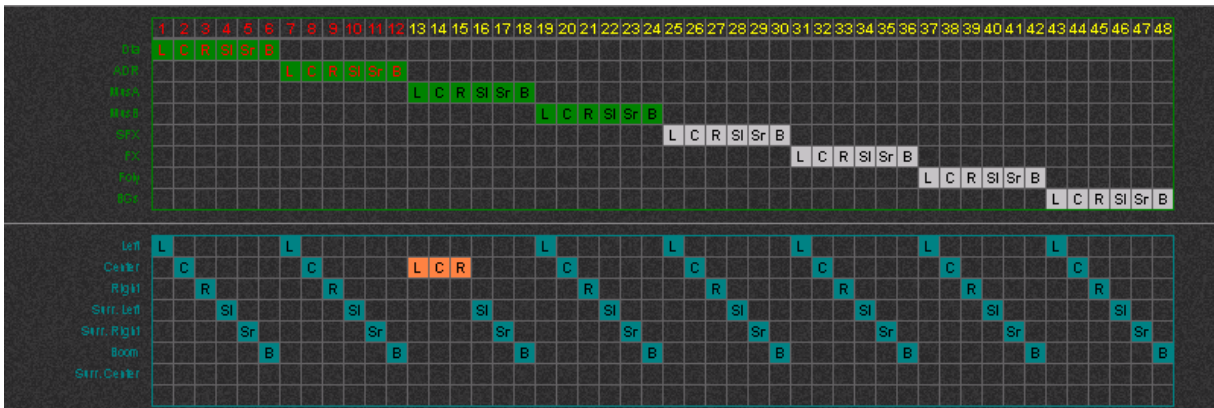 1 2 3 4 5 6 7 8 9 10 11 12 13 14 15 16 17 18 19 20 21 22 23 24 25 26 27 28 29 30 31 32 33 34 35 36 37 38 39 40 41 42 43 44 45 46 47 48
L C R Sl Sr B
ADR L C R Sl Sr B
MusA L C R Sl Sr B
MusB L C R Sl Sr B
SFX L C R Sl Sr B
FX L C R Sl Sr B
Foly L C R Sl Sr B
BGs L C R Sl Sr B
Left L L L L L L L
Center C C L C R C C C C C
Right R R R R R R R
Surr. Left Sl Sl Sl Sl Sl Sl Sl Sl
Surr. Right Sr Sr Sr Sr Sr Sr Sr Sr
Boom B B B B B B B B
Surr. Center